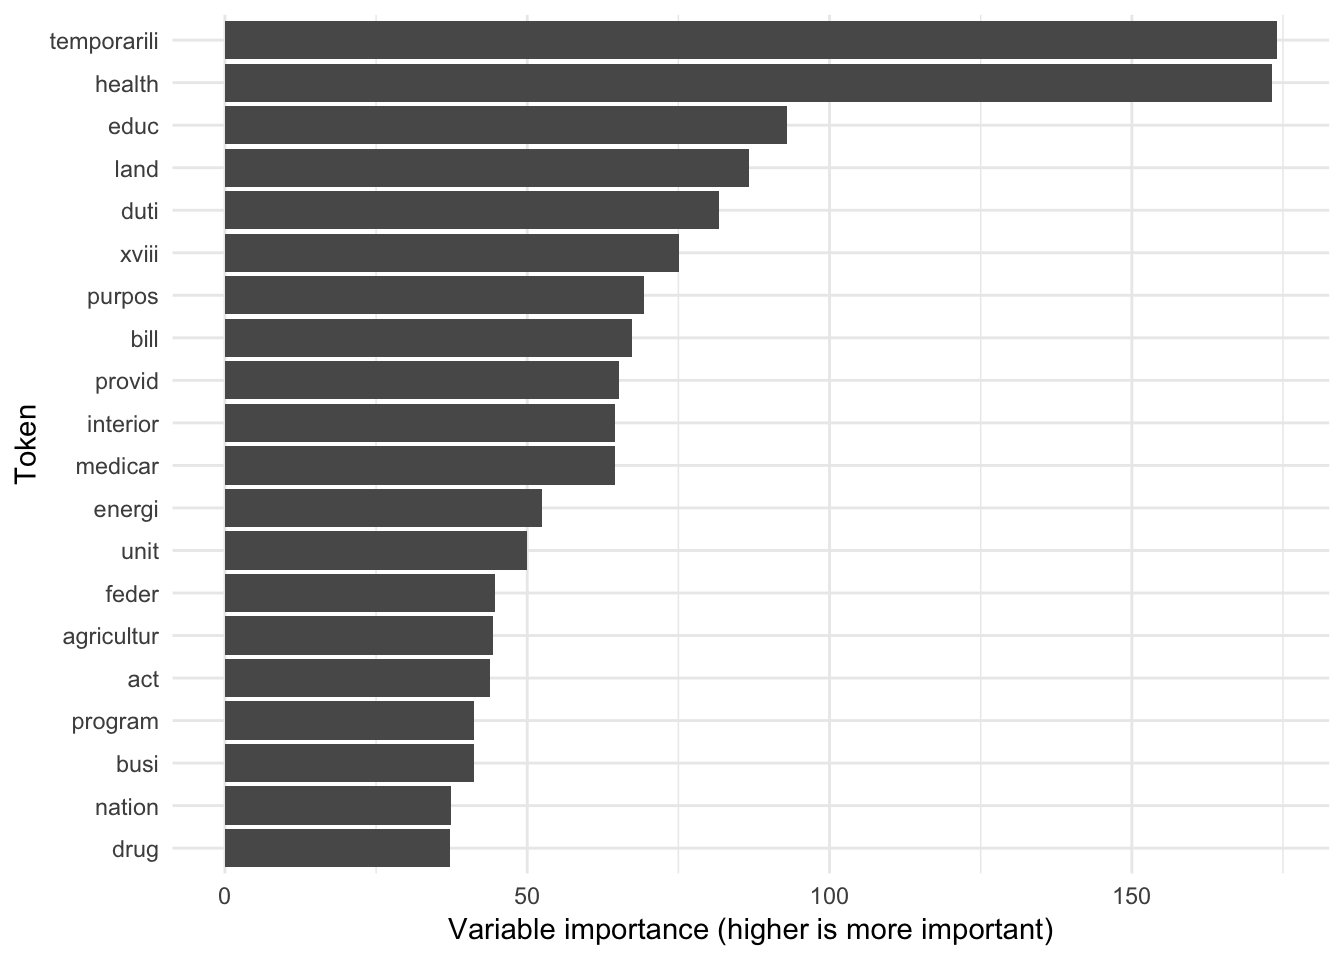 temporarili
health
educ
land
duti
xviii
purpos
bill
provid
interior
medicar
energi
unit
feder
agricultur
act
program
busi
nation
drug
Token
0 50 100 150
Variable importance (higher is more important)